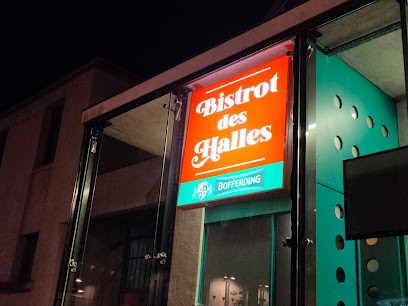 Bistrot
des
Halles
BOFFERDING